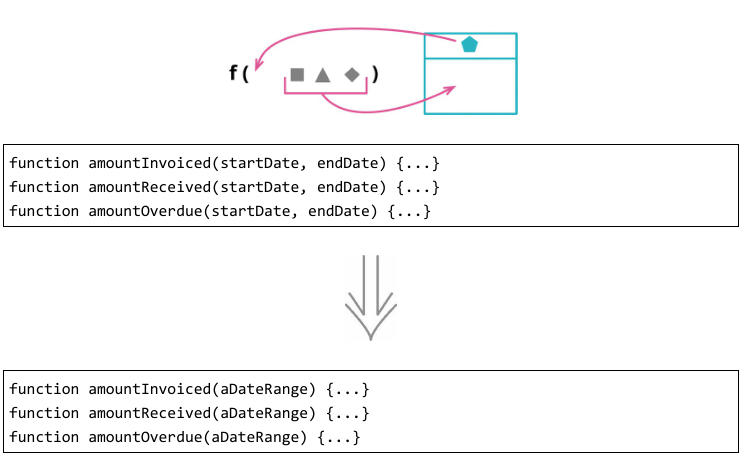 f ( )
function amountInvoiced(startDate, endDate) {...}
function amountReceived(startDate, endDate) {...}
function amountOverdue(startDate, endDate) {...}
function amountInvoiced(aDateRange) {...}
function amountReceived(aDateRange) {...}
function amountOverdue(aDateRange) {...}